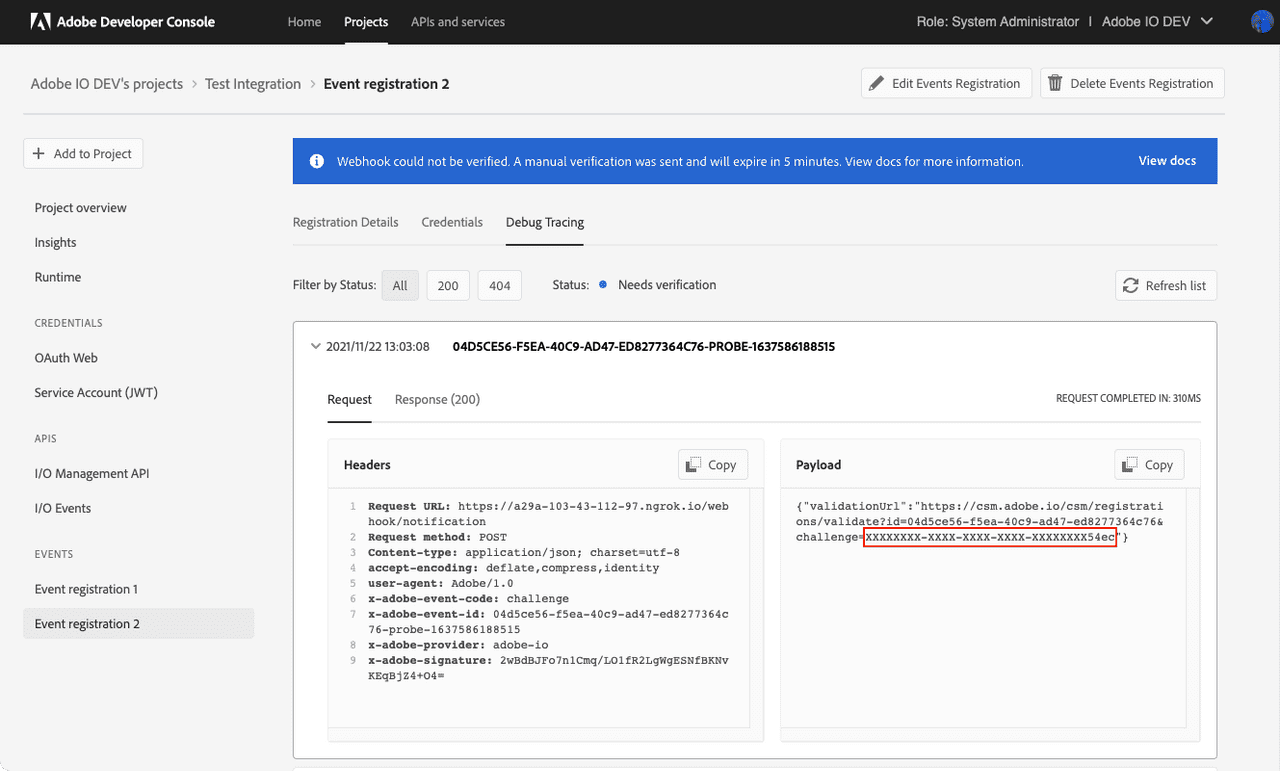 Adobe Developer Console
Home Projects APIs and services
Role: System Administrator | Adobe IO DEV
Adobe IO DEV's projects > Test Integration > Event registration 2
Edit Events Registration
Delete Events Registration
+ Add to Project
Project overview
Insights
Runtime
CREDENTIALS
OAuth Web
Service Account (JWT)
APIS
I/O Management API
I/O Events
EVENTS
Event registration 1
Event registration 2
Webhook could not be verified. A manual verification was sent and will expire in 5 minutes. View docs for more information.
View docs
Registration Details Credentials Debug Tracing
Filter by Status: All 200 404 Status: Needs verification
Refresh list
2021/11/22 13:03:08 04D5CE56-F5EA-40C9-AD47-ED8277364C76-PROBE-1637586188515
Request Response (200)
REQUEST COMPLETED IN: 310MS
Headers
Copy
1 Request URL: https://a29a-103-43-112-97.ngrok.io/web
hook/notification
2 Request method: POST
3 Content-type: application/json; charset=utf-8
4 accept-encoding: deflate,compress,identity
5 user-agent: Adobe/1.0
6 x-adobe-event-code: challenge
7 x-adobe-event-id: 04d5ce56-f5ea-40c9-ad47-ed8277364c
76-probe-1637586188515
8 x-adobe-provider: adobe-io
9 x-adobe-signature: 2wBdBJFo7n1Cmq/LO1fR2LgWgESNfBKNv
KEqBjZ4+O4=
Payload
Copy
{"validationUrl":"https://csm.adobe.io/csm/registrati
ons/validate?id=04d5ce56-f5ea-40c9-ad47-ed8277364c76&
challenge=XXXXXXXX-XXXX-XXXX-XXXX-XXXXXXXX54ec"}